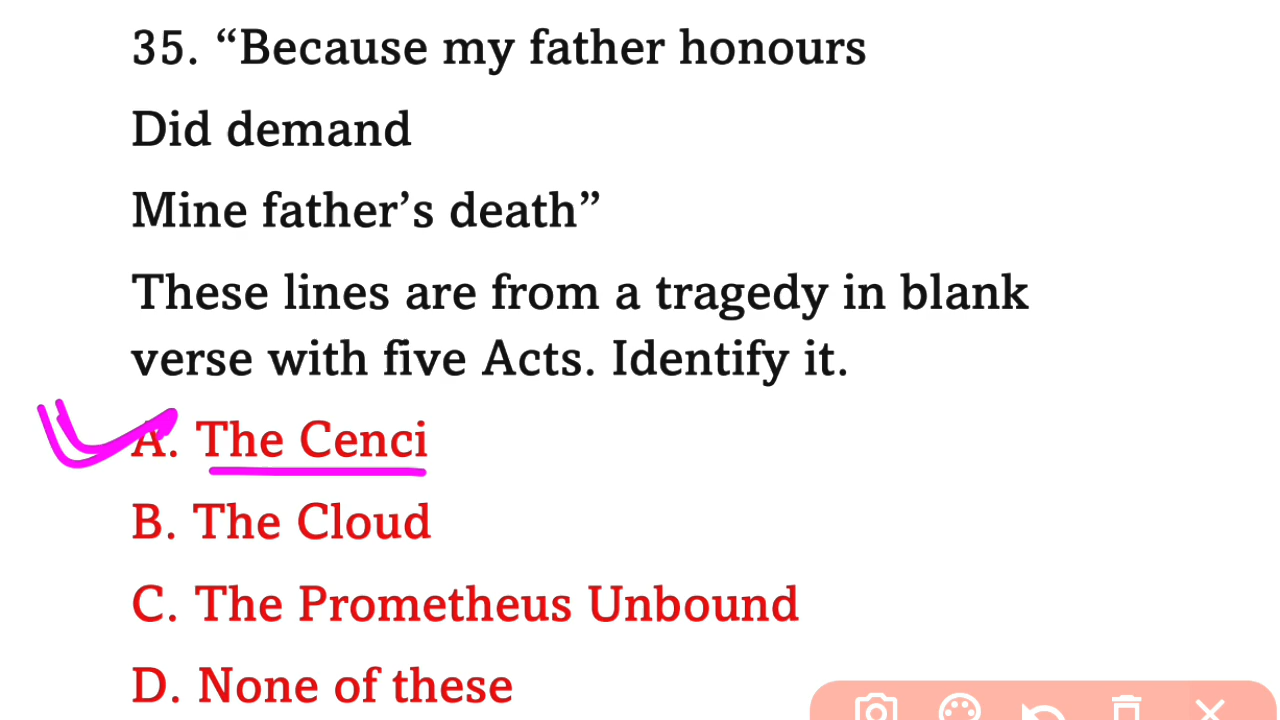 35. “Because my father honours
Did demand
Mine father’s death”
These lines are from a tragedy in blank
verse with five Acts. Identify it.
A. The Cenci
B. The Cloud
C. The Prometheus Unbound
D. None of these